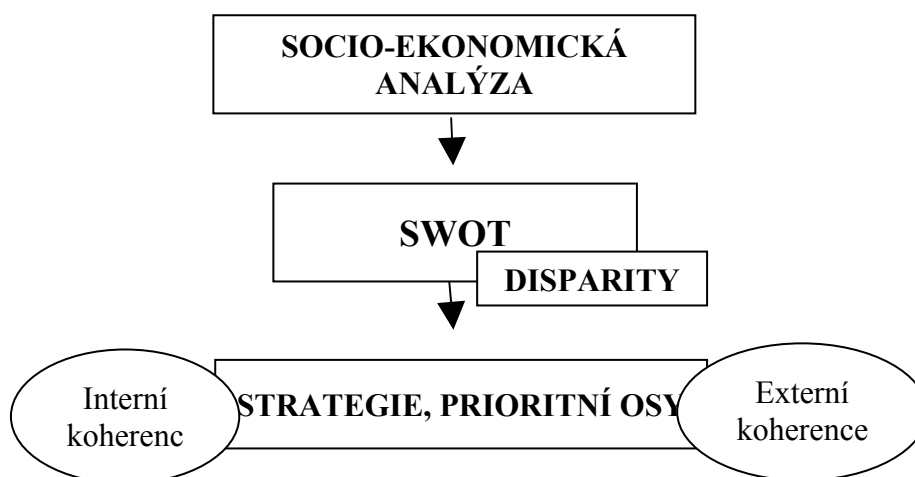 SOCIO-EKONOMICKÁ
ANALÝZA
SWOT
DISPARITY
Interní
koherenc
STRATEGIE, PRIORITNÍ OSY
Externí
koherence